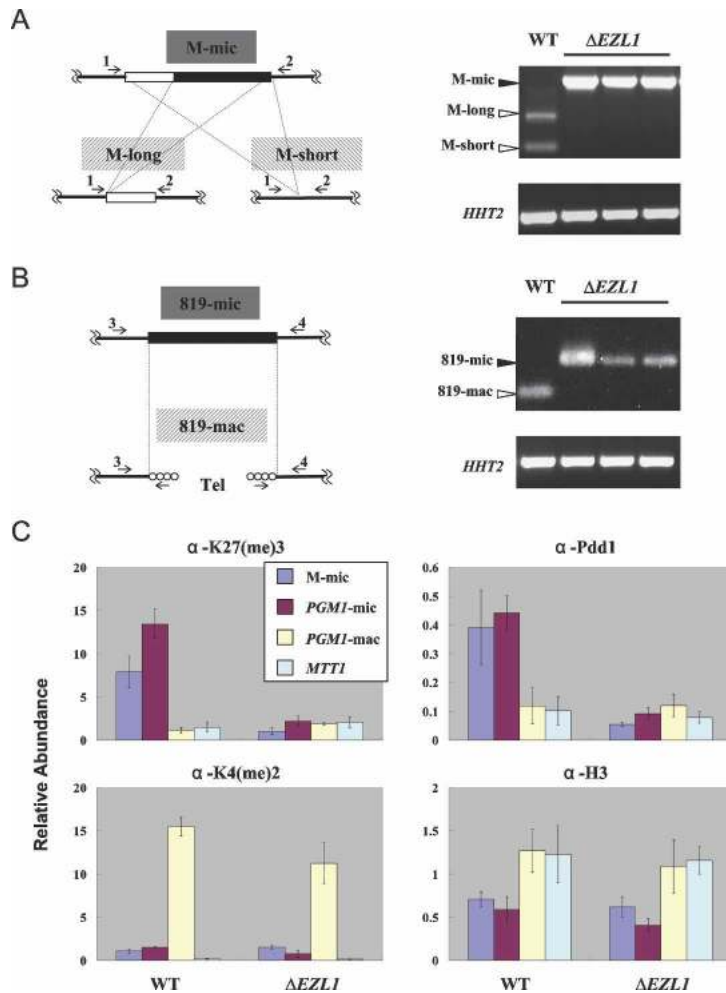 A
M-mic
1
2
M-long
M-short
1
2
1
2
WT
ΔEZL1
M-mic
M-long
M-short
HHT2
B
819-mic
3
4
819-mac
3
4
Tel
WT
ΔEZL1
819-mic
819-mac
HHT2
C
α-K27(me)3
20
15
10
5
0
M-mic
PGM1-mic
PGM1-mac
MTT1
α-Pdd1
0.6
0.5
0.4
0.3
0.2
0.1
0
Relative Abundance
α-K4(me)2
20
15
10
5
0
WT
ΔEZL1
α-H3
2
1.5
1
0.5
0
WT
ΔEZL1